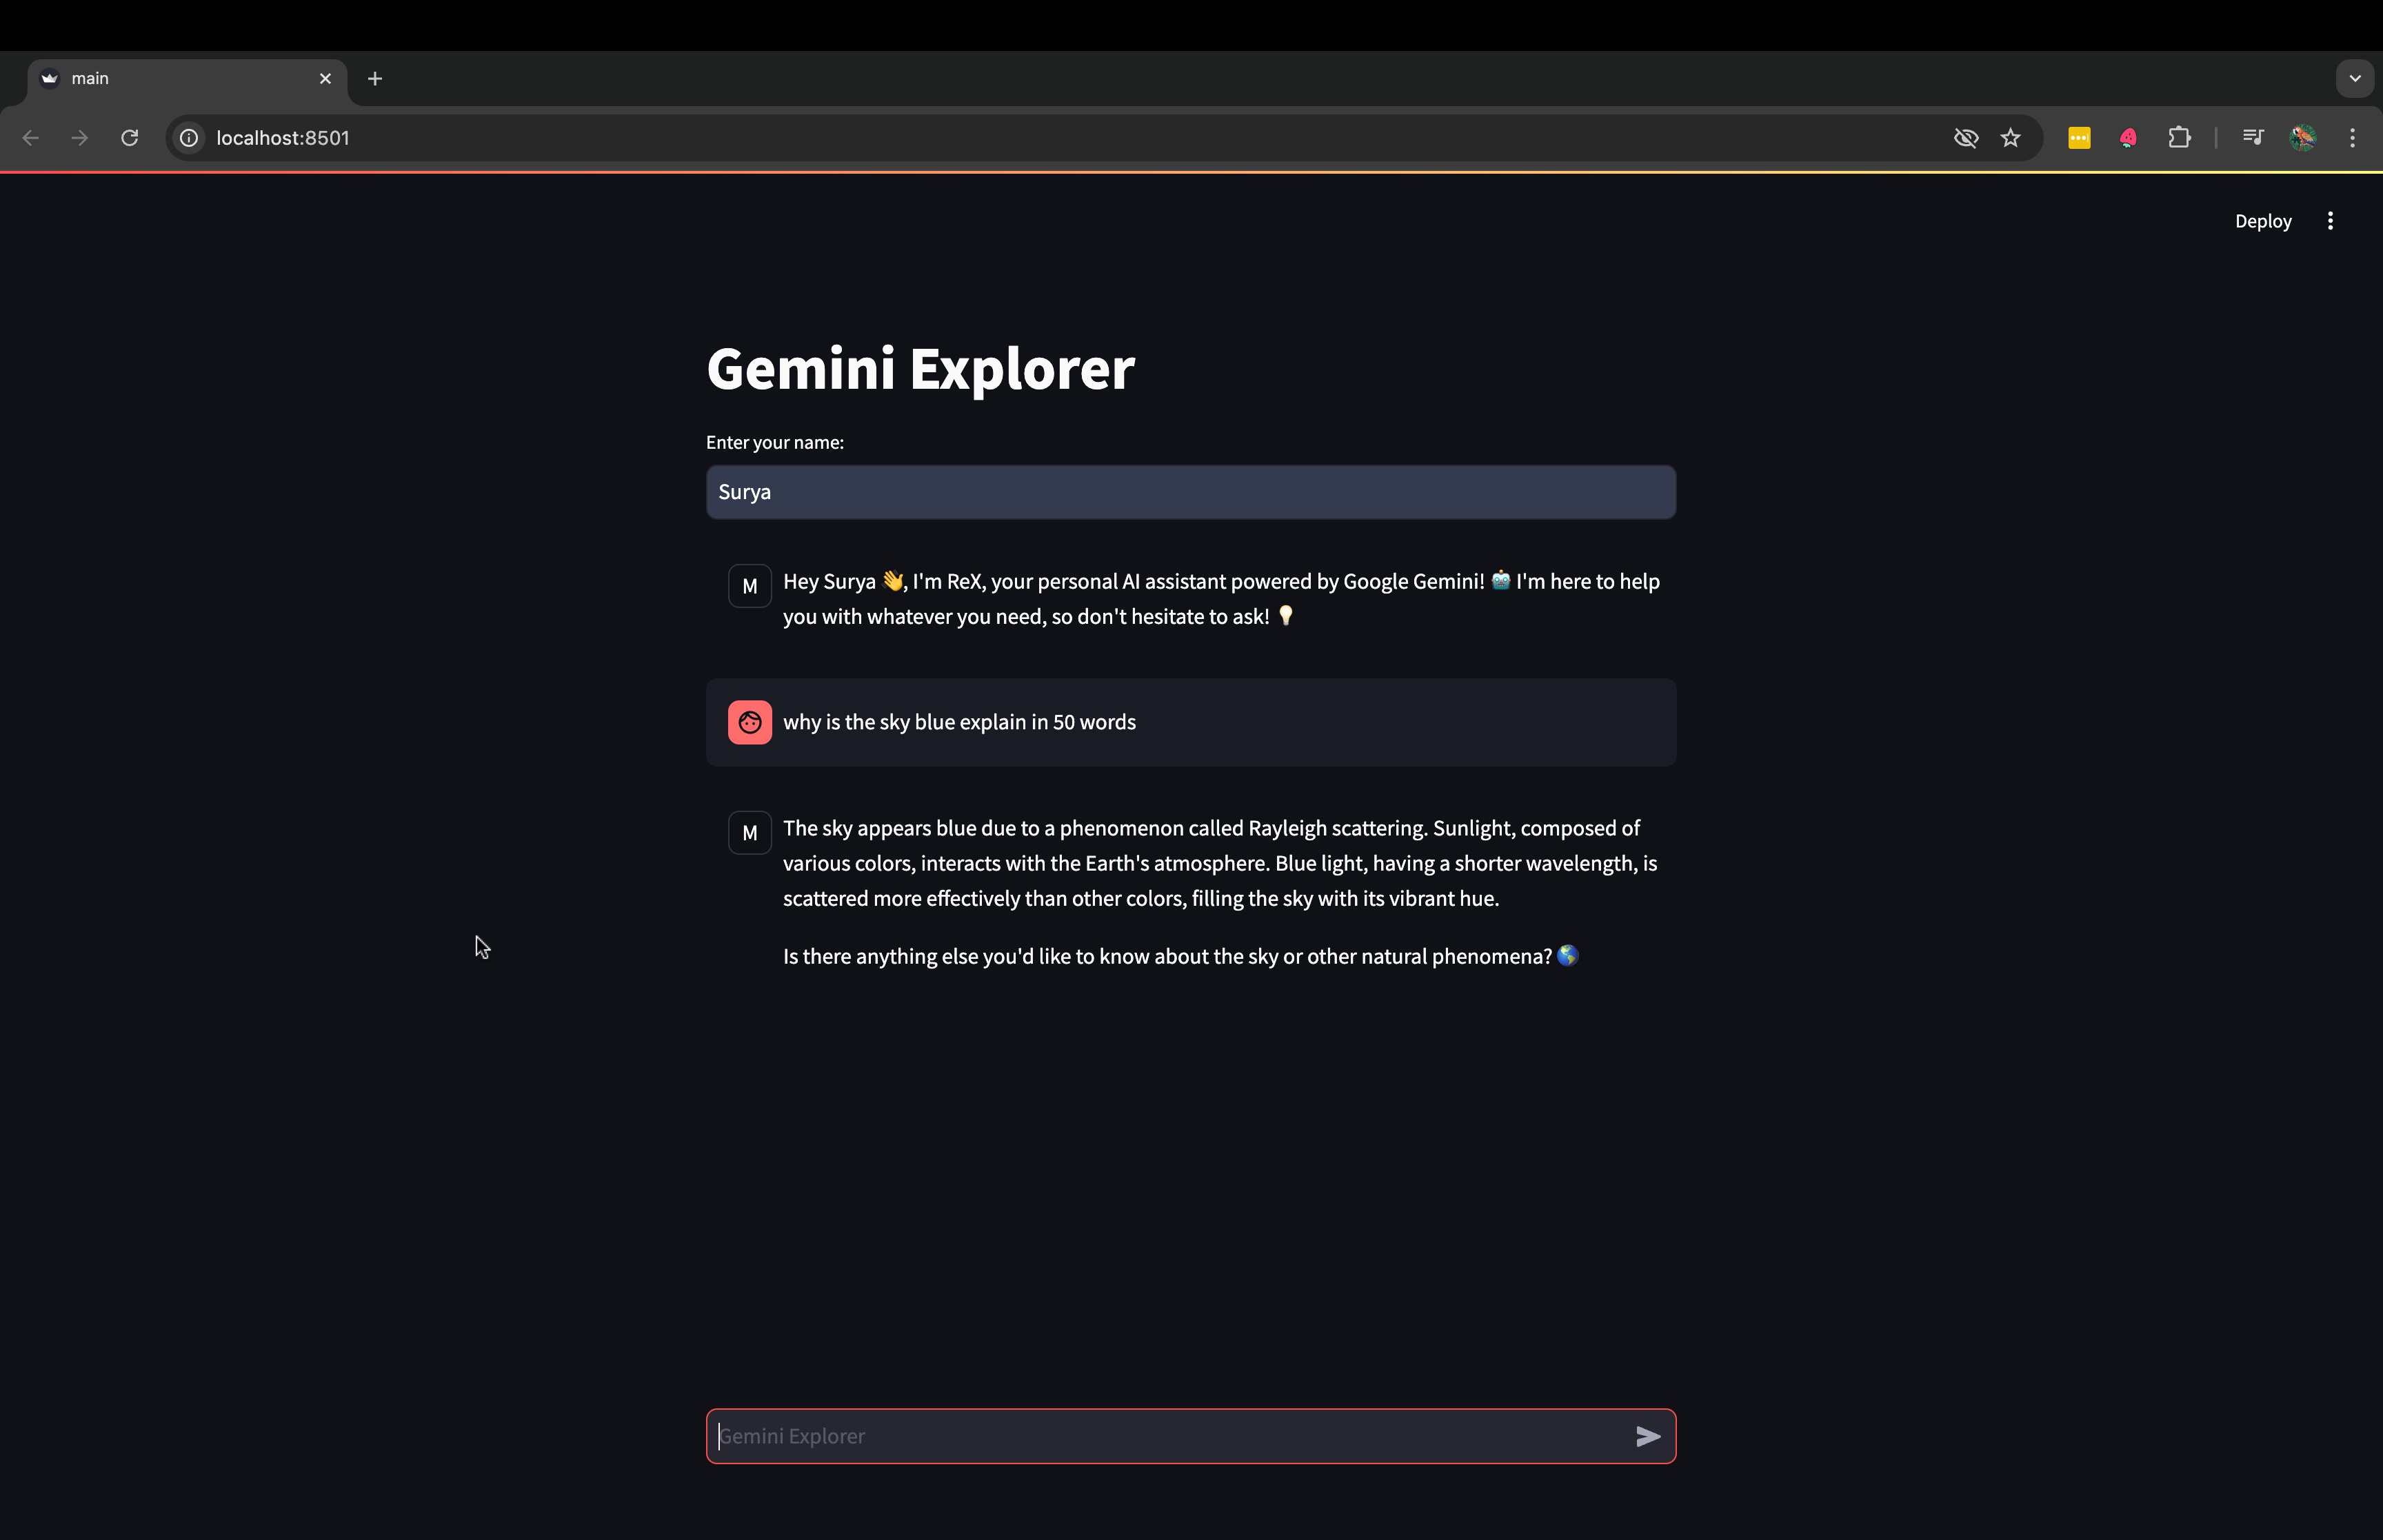 main
localhost:8501
Deploy
Gemini Explorer
Enter your name:
Surya
M
Hey Surya 👋, I'm ReX, your personal AI assistant powered by Google Gemini! 🤖 I'm here to help
you with whatever you need, so don't hesitate to ask! 💡
why is the sky blue explain in 50 words
M
The sky appears blue due to a phenomenon called Rayleigh scattering. Sunlight, composed of
various colors, interacts with the Earth's atmosphere. Blue light, having a shorter wavelength, is
scattered more effectively than other colors, filling the sky with its vibrant hue.
Is there anything else you'd like to know about the sky or other natural phenomena? 🌎
Gemini Explorer